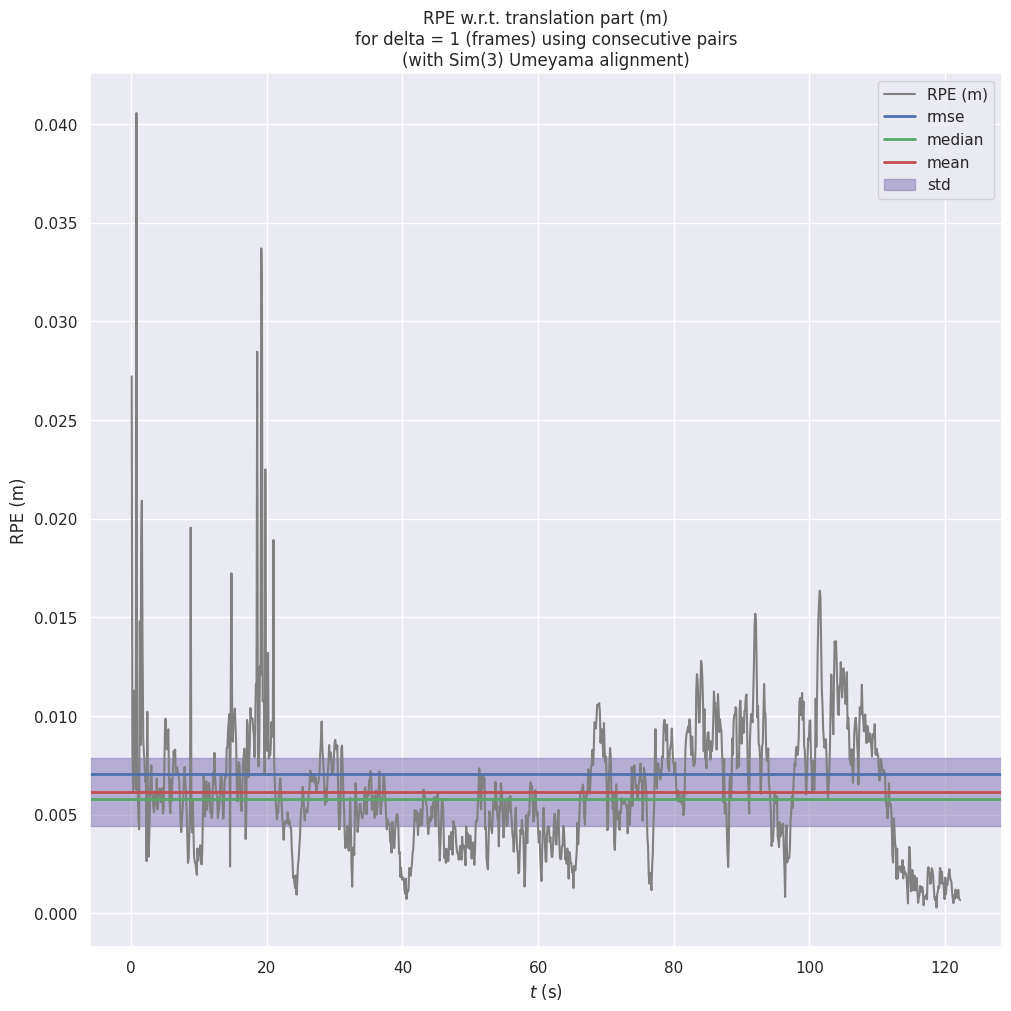 RPE w.r.t. translation part (m)
for delta = 1 (frames) using consecutive pairs
(with Sim(3) Umeyama alignment)
RPE (m)
rmse
median
mean
std
0.040
0.035
0.030
0.025
0.020
0.015
0.010
0.005
0.000
RPE (m)
0
20
40
60
80
100
120
t (s)